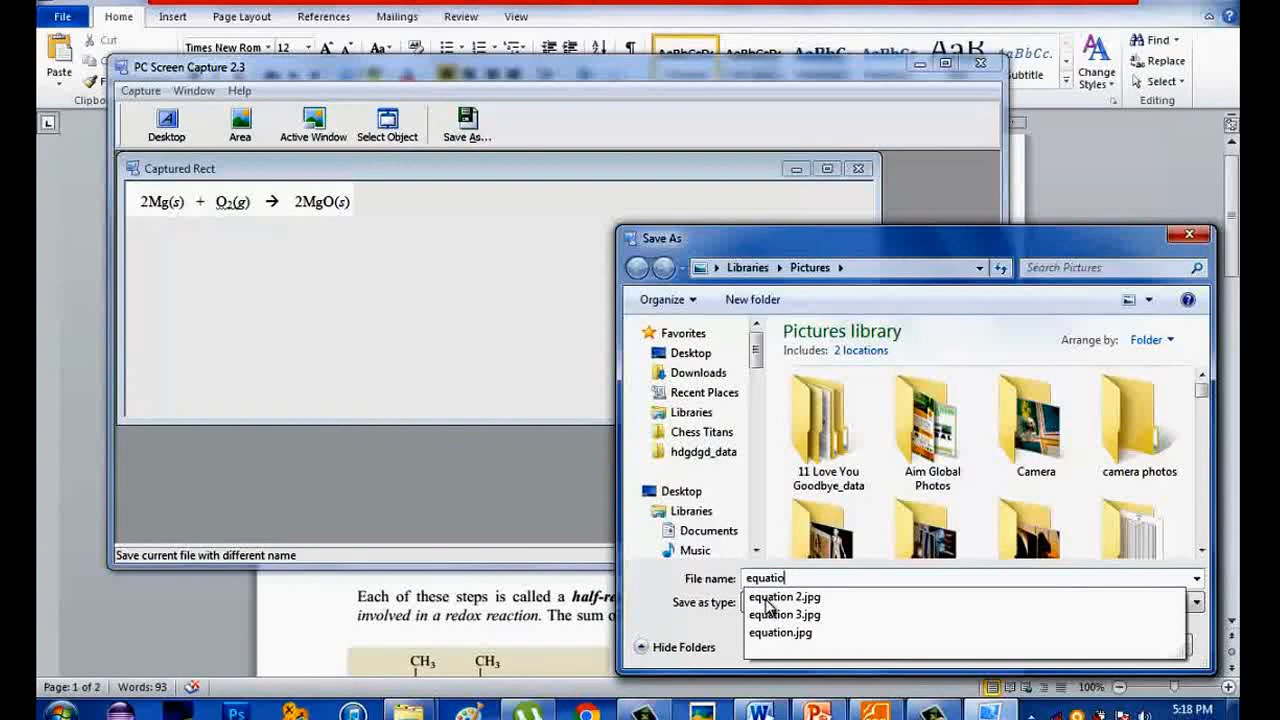 File Home Insert Page Layout References Mailings Review View
Cut
Times New Rom 12 Aa
Paste
Clipbo
Subtitle
Change Styles
Find
Replace
Select
Editing
PC Screen Capture 2.3
Capture Window Help
Desktop Area Active Window Select Object Save As...
Captured Rect
2Mg(s) + O₂(g) → 2MgO(s)
Save current file with different name
Save As
Libraries Pictures
Search Pictures
Organize New folder
Favorites
Desktop
Downloads
Recent Places
Libraries
Chess Titans
hdgdgd_data
Desktop
Libraries
Documents
Music
Pictures library
Includes: 2 locations
Arrange by: Folder
11 Love You Goodbye_data
Aim Global Photos
Camera
camera photos
File name: equatio
equation 2.jpg
equation 3.jpg
equation.jpg
Save as type:
Hide Folders
Each of these steps is called a half-re
involved in a redox reaction. The sum o
CH₃ CH₃
Page: 1 of 2 Words: 93
100%
Ps
W
P
5:18 PM